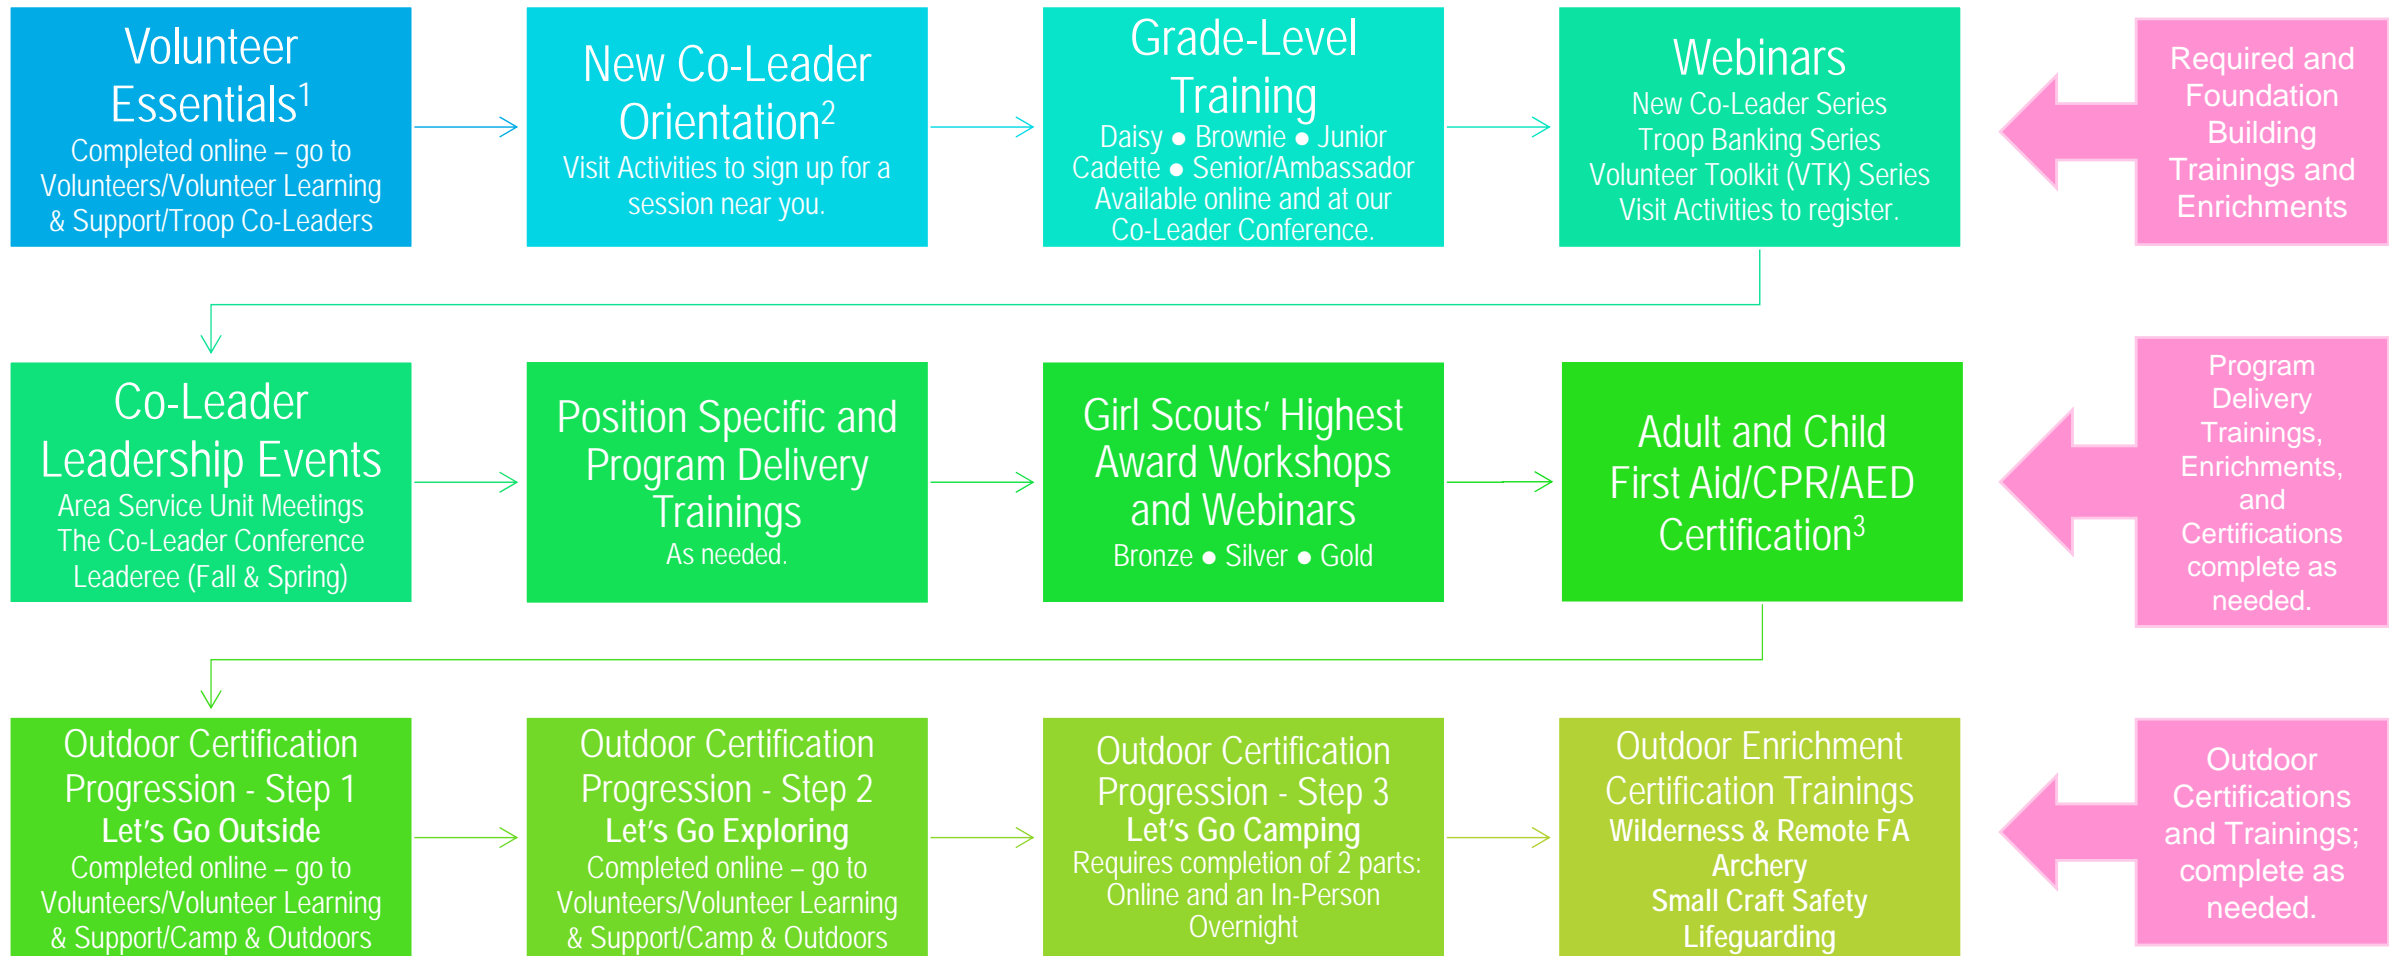 Volunteer
Essentials1
Completed online – go to
Volunteers/Volunteer Learning
& Support/Troop Co-Leaders
New Co-Leader
Orientation2
Visit Activities to sign up for a
session near you.
Grade-Level
Training
Daisy ● Brownie ● Junior
Cadette ● Senior/Ambassador
Available online and at our
Co-Leader Conference.
Webinars
New Co-Leader Series
Troop Banking Series
Volunteer Toolkit (VTK) Series
Visit Activities to register.
Required and
Foundation
Building
Trainings and
Enrichments
Co-Leader
Leadership Events
Area Service Unit Meetings
The Co-Leader Conference
Leaderee (Fall & Spring)
Position Specific and
Program Delivery
Trainings
As needed.
Girl Scouts' Highest
Award Workshops
and Webinars
Bronze ● Silver ● Gold
Adult and Child
First Aid/CPR/AED
Certification3
Program
Delivery
Trainings,
Enrichments,
and
Certifications
complete as
needed.
Outdoor Certification
Progression - Step 1
Let's Go Outside
Completed online – go to
Volunteers/Volunteer Learning
& Support/Camp & Outdoors
Outdoor Certification
Progression - Step 2
Let's Go Exploring
Completed online – go to
Volunteers/Volunteer Learning
& Support/Camp & Outdoors
Outdoor Certification
Progression - Step 3
Let's Go Camping
Requires completion of 2 parts:
Online and an In-Person
Overnight
Outdoor Enrichment
Certification Trainings
Wilderness & Remote FA
Archery
Small Craft Safety
Lifeguarding
Outdoor
Certifications
and Trainings;
complete as
needed.